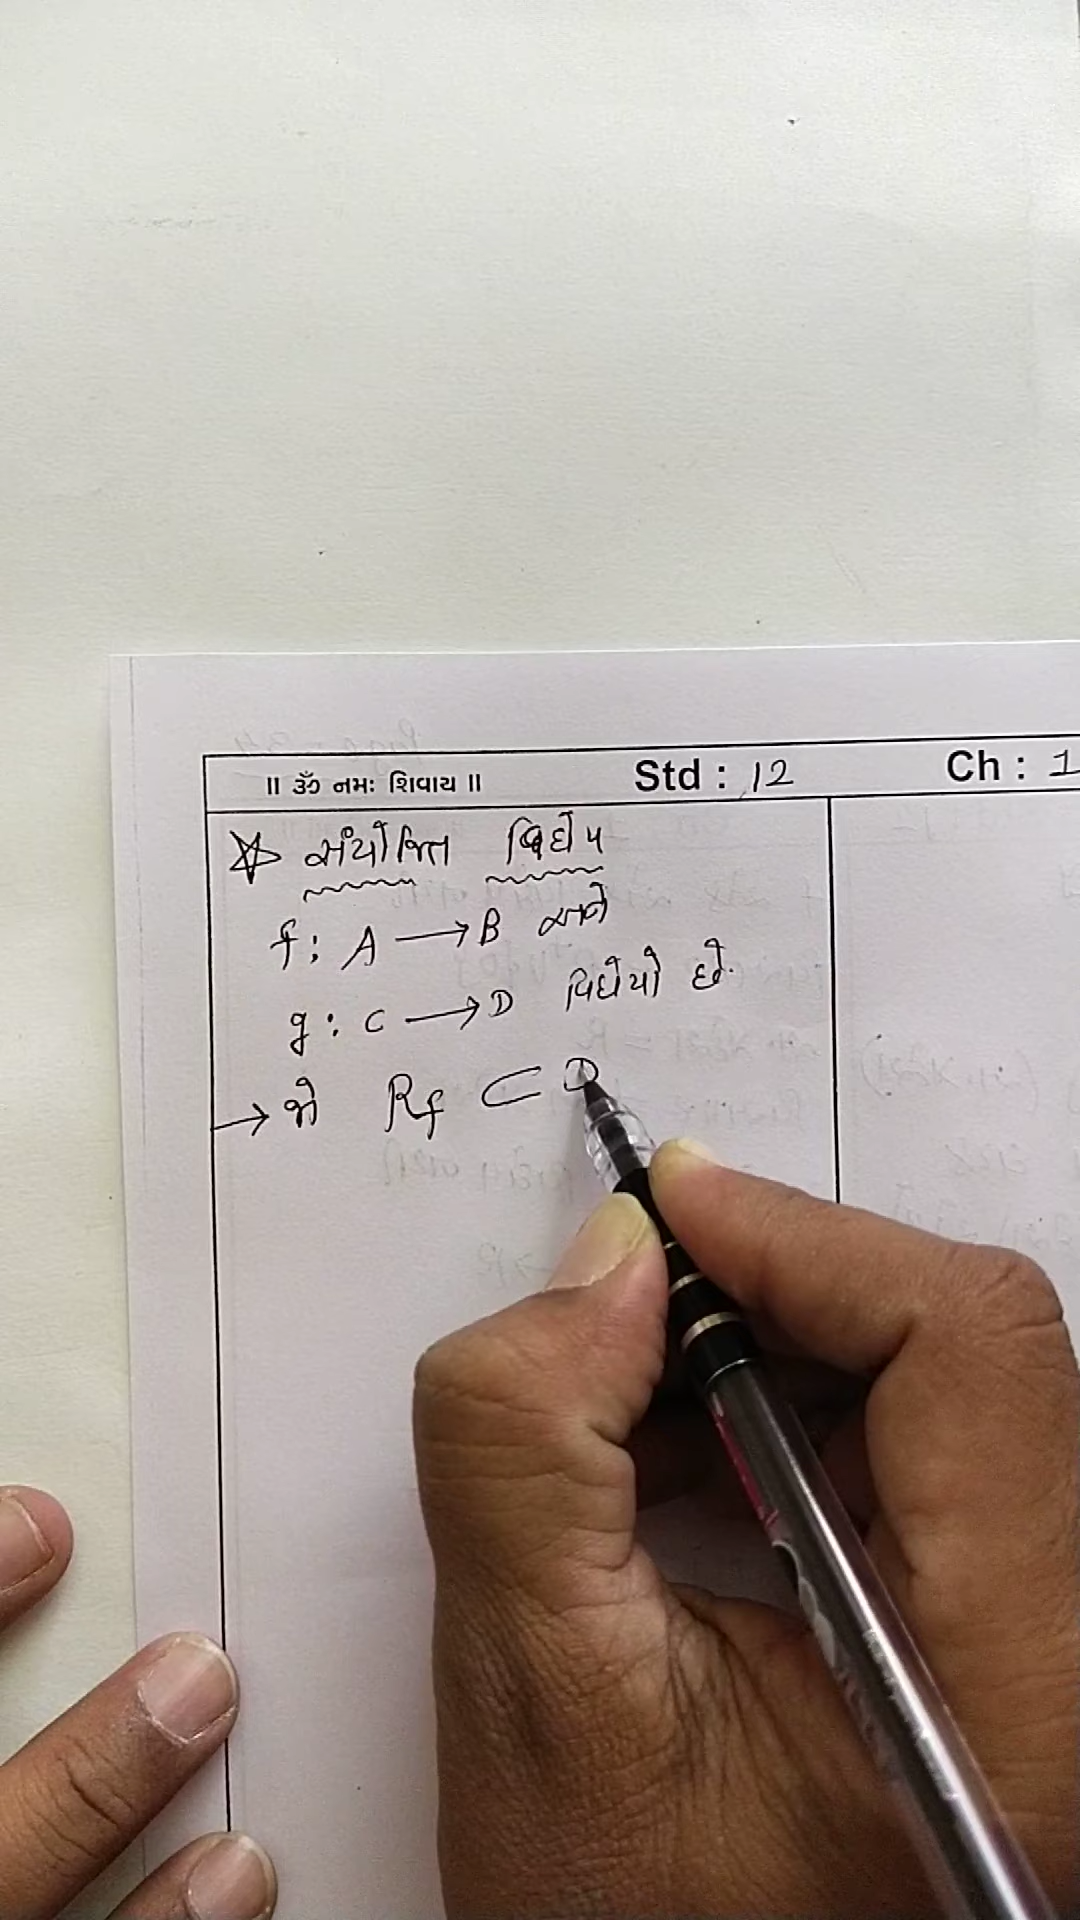 ॥ ॐ નમઃ શિવાય ॥ Std : 12 Ch : 1
સંયોજિત વિધેય
f : A → B અને
g : C → D વિધેયો છે.
→ જો Rf ⊂ D